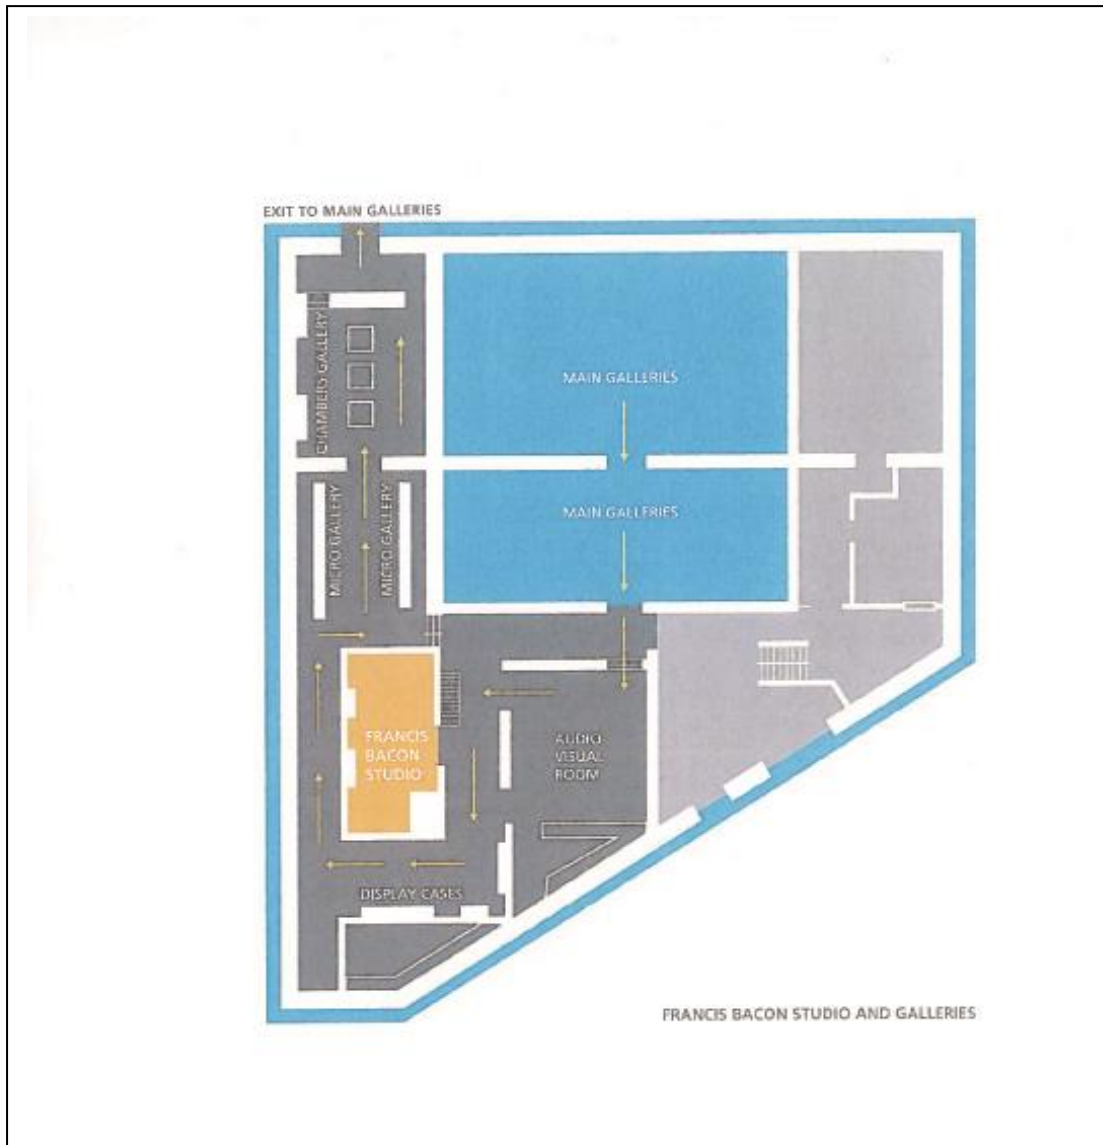 EXIT TO MAIN GALLERIES
CHAMBERS GALLERY
MAIN GALLERIES
MICRO GALLERY
MICRO GALLERY
MAIN GALLERIES
FRANCIS
BACON
STUDIO
AUDIO
VISUAL
ROOM
DISPLAY CASES
FRANCIS BACON STUDIO AND GALLERIES